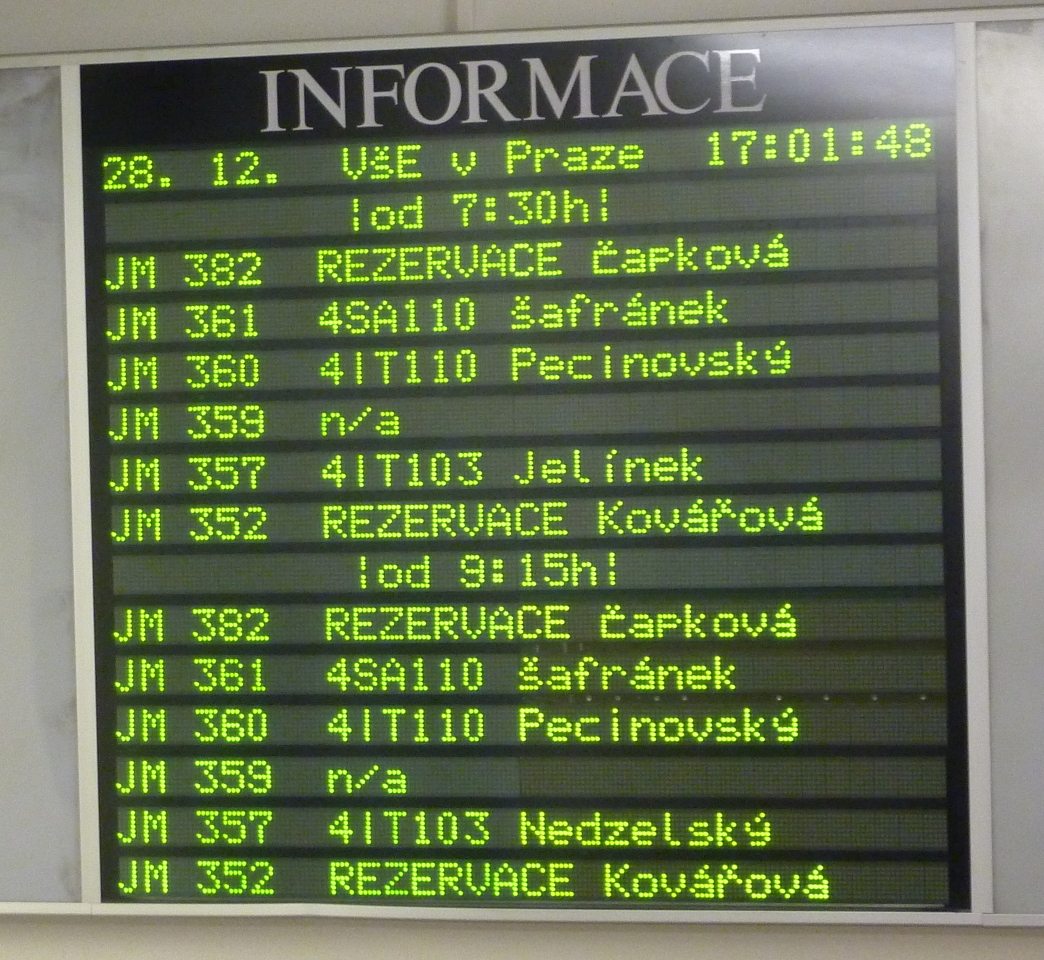 INFORMACE
28. 12. VŠE v Praze 17:01:48
!od 7:30h!
JM 382 REZERVACE Čapková
JM 361 4SA110 Šafránek
JM 360 4IT110 Pecinovský
JM 359 n/a
JM 357 4IT103 Jelínek
JM 352 REZERVACE Kovářová
!od 9:15h!
JM 382 REZERVACE Čapková
JM 361 4SA110 Šafránek
JM 360 4IT110 Pecinovský
JM 359 n/a
JM 357 4IT103 Nedzelský
JM 352 REZERVACE Kovářová